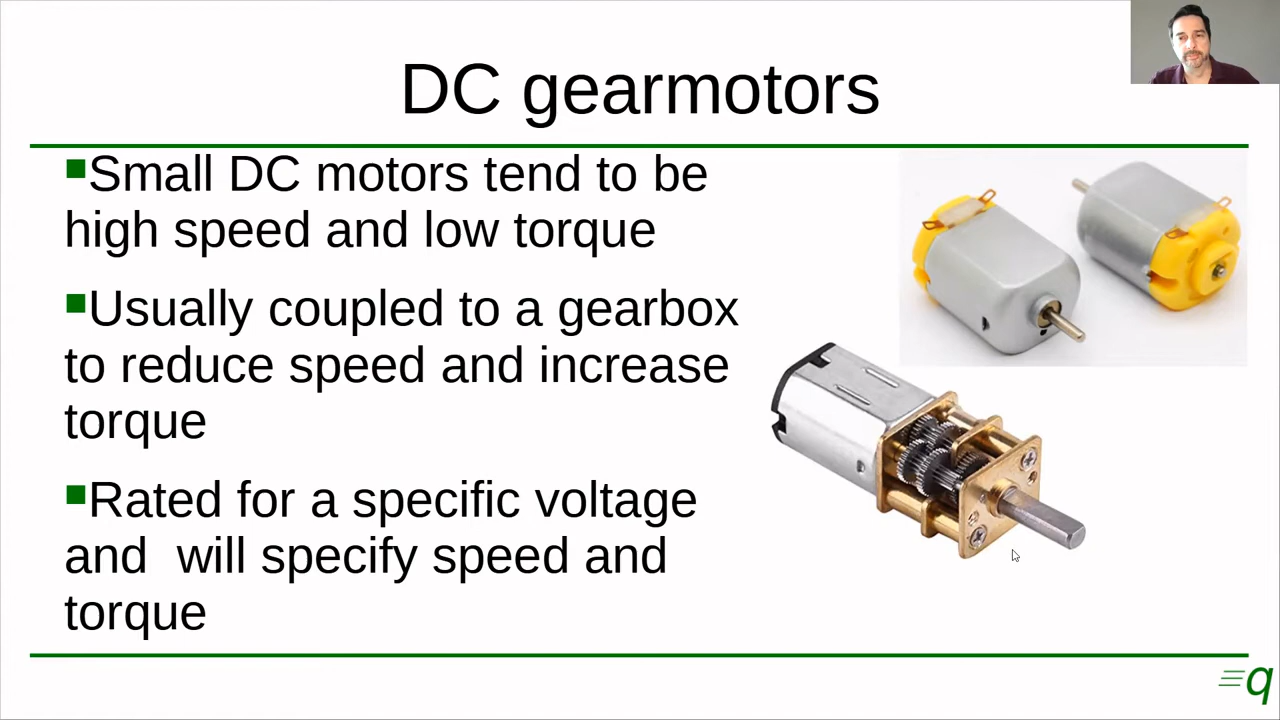 DC gearmotors
Small DC motors tend to be
high speed and low torque
Usually coupled to a gearbox
to reduce speed and increase
torque
Rated for a specific voltage
and  will specify speed and
torque
q